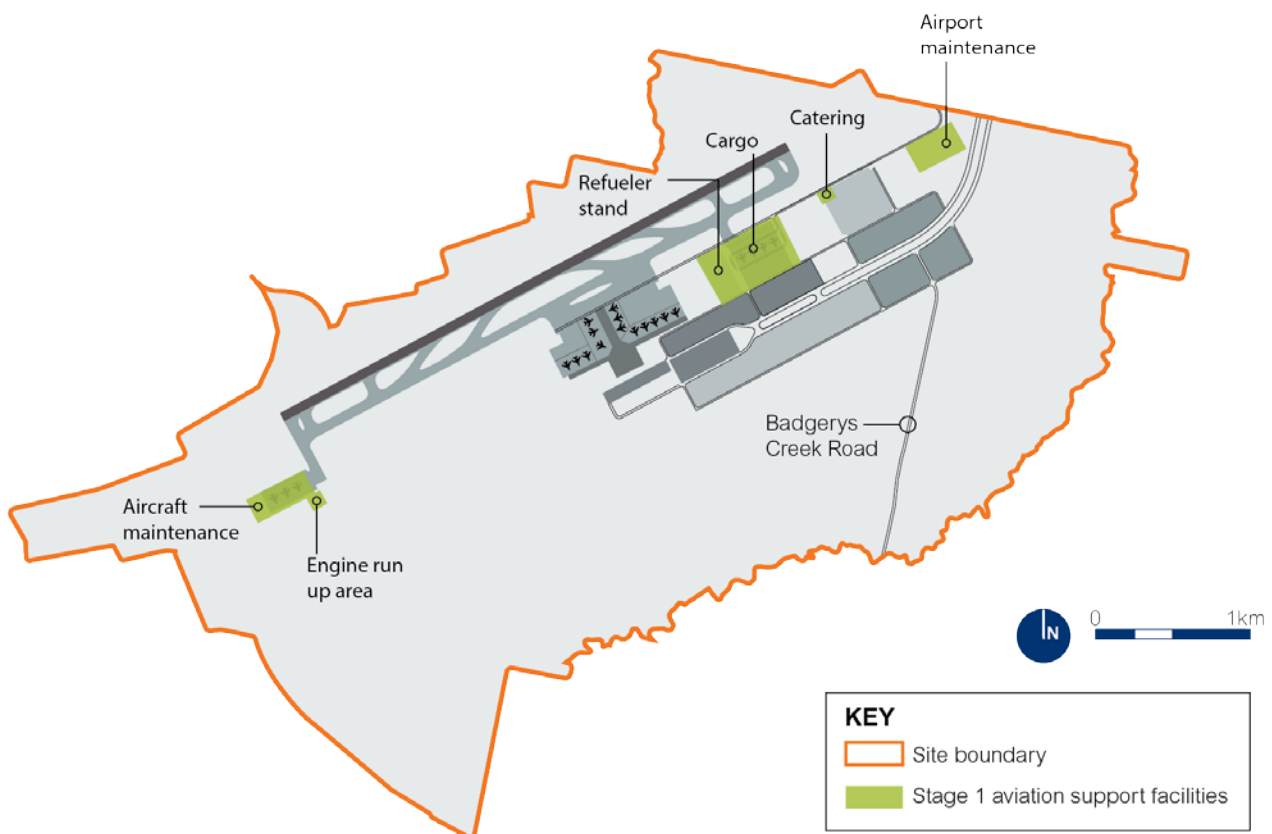 Airport
maintenance
Catering
Cargo
Refueler
stand
Badgerys
Creek Road
Aircraft
maintenance
Engine run
up area
N
0 1km
KEY
Site boundary
Stage 1 aviation support facilities